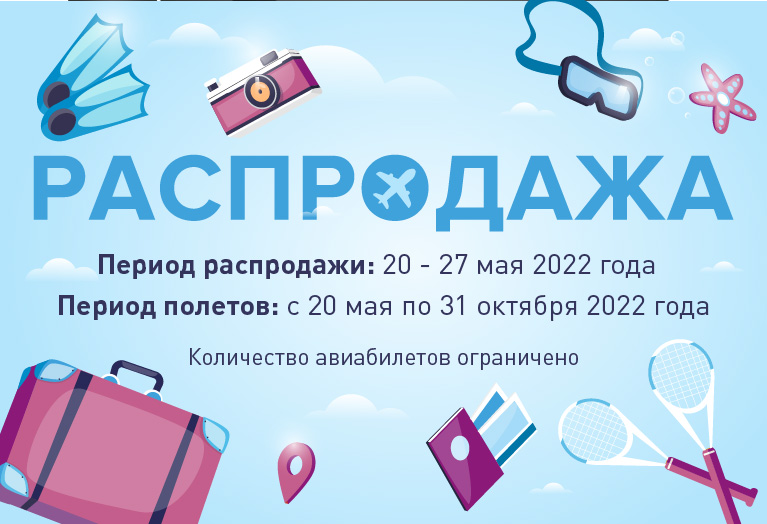 РАСПРОДАЖА
Период распродажи: 20 - 27 мая 2022 года
Период полетов: с 20 мая по 31 октября 2022 года
Количество авиабилетов ограничено